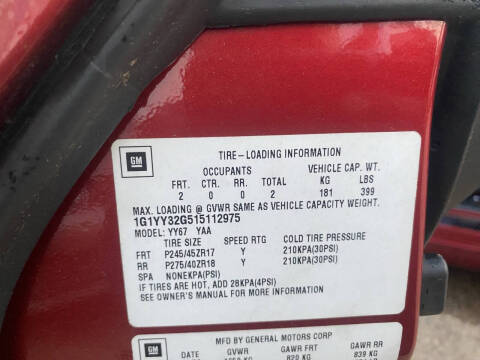 GM
TIRE-LOADING INFORMATION
OCCUPANTS VEHICLE CAP. WT.
FRT. CTR. RR. TOTAL KG LBS
2 0 0 2 181 399
MAX. LOADING @ GVWR SAME AS VEHICLE CAPACITY WEIGHT.
1G1YY32G515112975
MODEL: YY67 YAA
TIRE SIZE SPEED RTG COLD TIRE PRESSURE
FRT P245/45ZR17 Y 210KPA(30PSI)
RR P275/40ZR18 Y 210KPA(30PSI)
SPA NONEKPA(PSI)
IF TIRES ARE HOT, ADD 28KPA(4PSI)
SEE OWNER'S MANUAL FOR MORE INFORMATION
GM
MFD BY GENERAL MOTORS CORP
DATE GVWR GAWR FRT GAWR RR
820 KG 839 KG